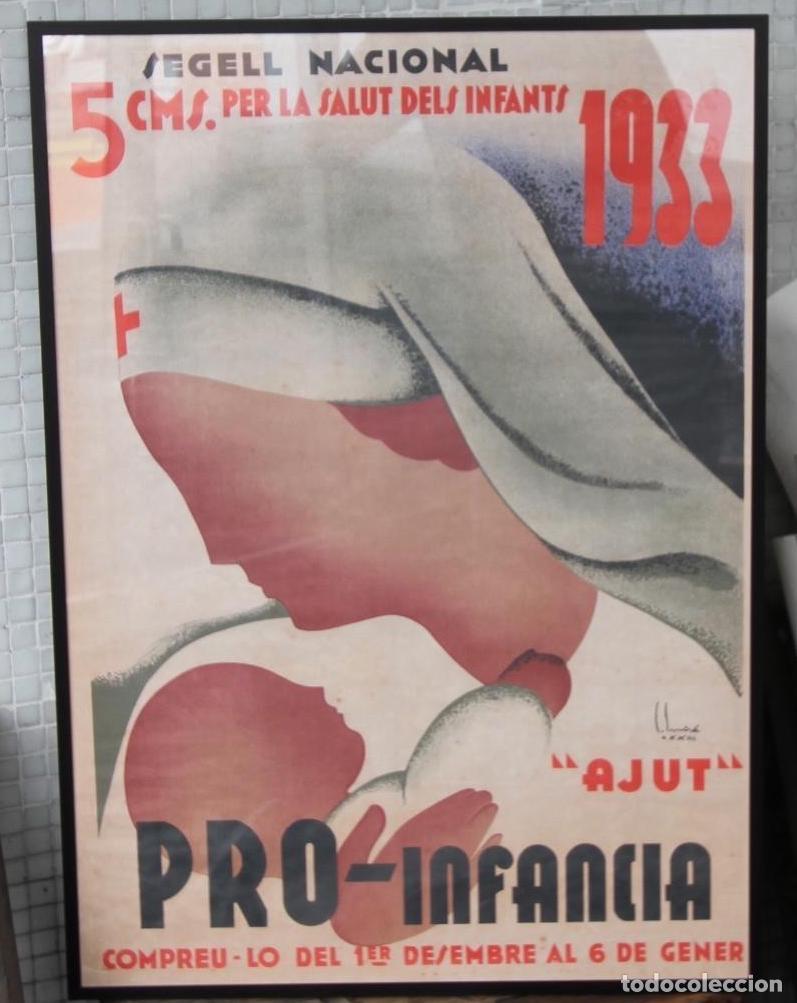 SEGELL NACIONAL
5 CMS. PER LA SALUT DELS INFANTS
1933
"AJUT"
PRO-INFANCIA
COMPREU-LO DEL 1ER DESEMBRE AL 6 DE GENER
todocoleccion